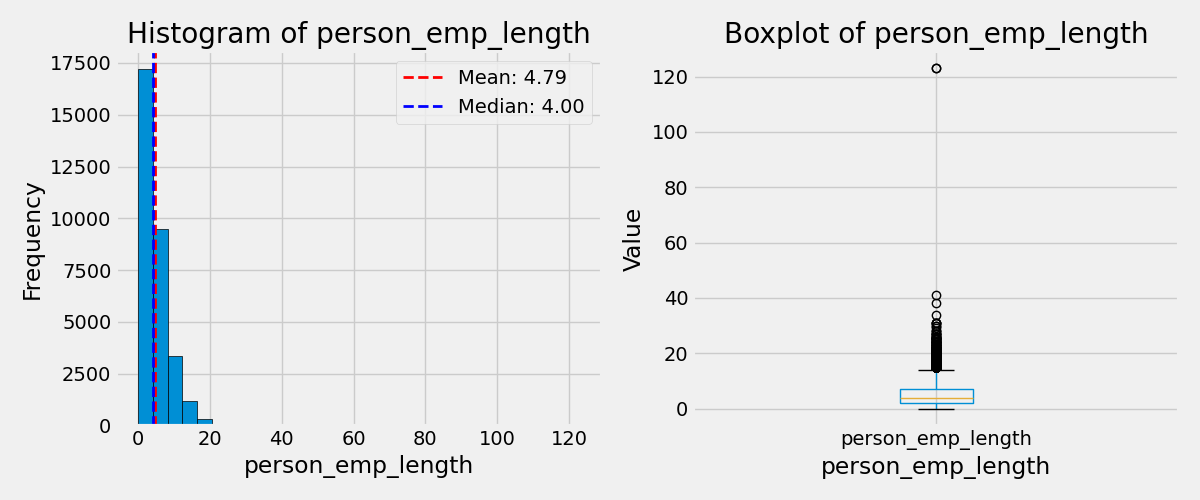 Histogram of person_emp_length
Frequency
17500
15000
12500
10000
7500
5000
2500
0
Mean: 4.79
Median: 4.00
0 20 40 60 80 100 120
person_emp_length
Boxplot of person_emp_length
Value
120
100
80
60
40
20
0
person_emp_length
person_emp_length